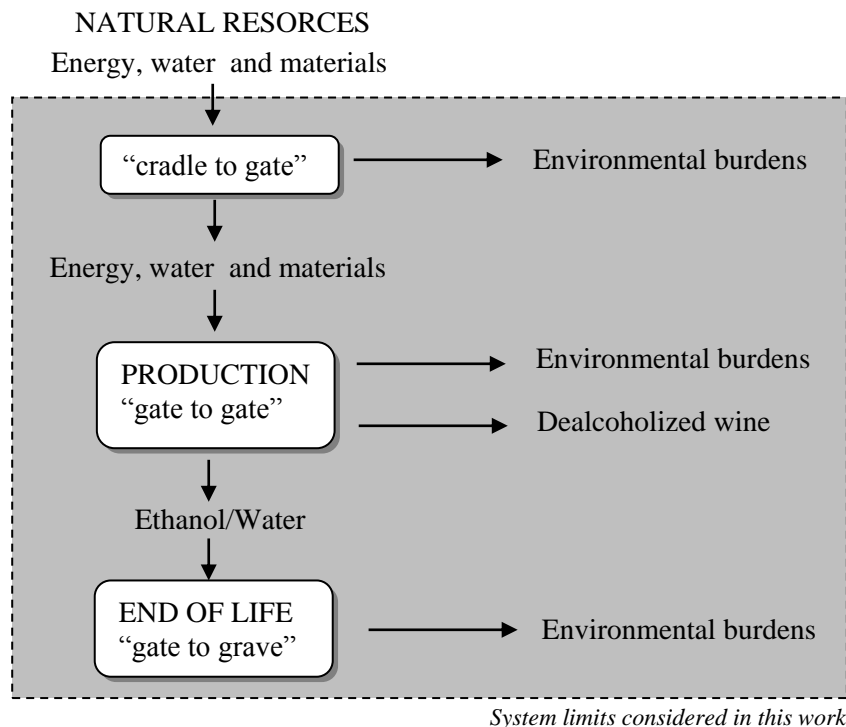 NATURAL RESORCES
Energy, water and materials
“cradle to gate”
Environmental burdens
Energy, water and materials
PRODUCTION
“gate to gate”
Environmental burdens
Dealcoholized wine
Ethanol/Water
END OF LIFE
“gate to grave”
Environmental burdens
System limits considered in this work